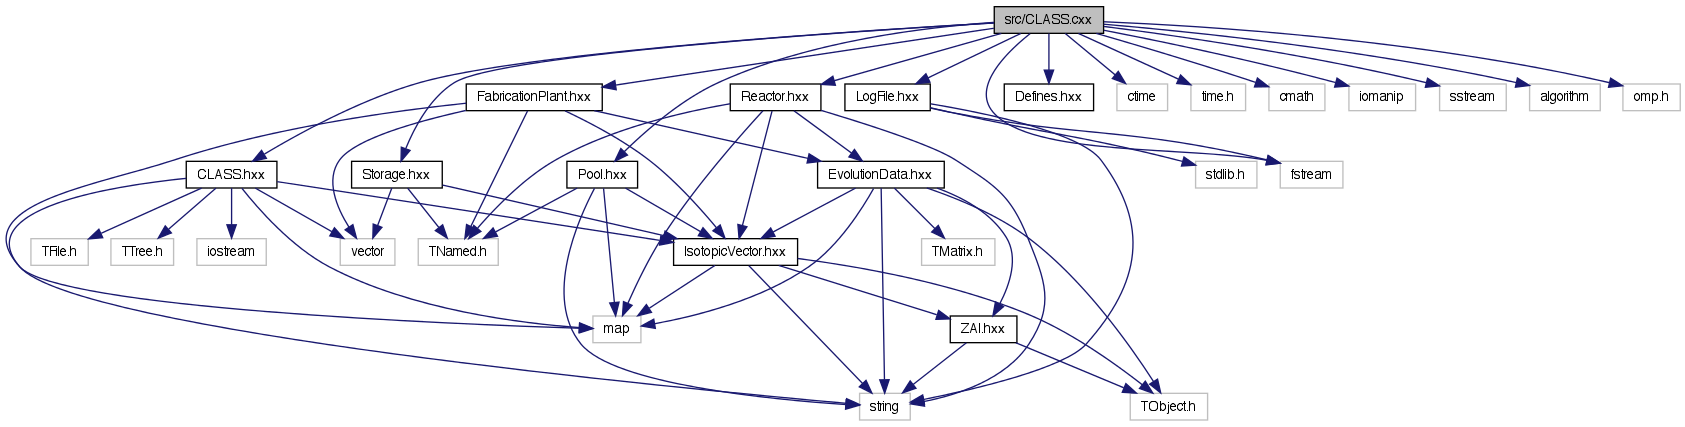 src/CLASS.cxx
FabricationPlant.hxx
Reactor.hxx
LogFile.hxx
Defines.hxx
ctime
time.h
cmath
iomanip
sstream
algorithm
omp.h
CLASS.hxx
Storage.hxx
Pool.hxx
EvolutionData.hxx
stdlib.h
fstream
TFile.h
TTree.h
iostream
vector
TNamed.h
IsotopicVector.hxx
TMatrix.h
map
ZAI.hxx
string
TObject.h